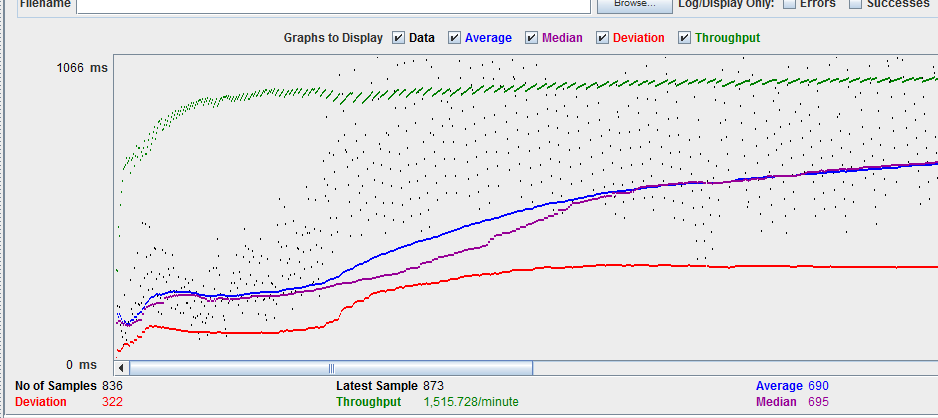 Filename Browse... Log/Display Only: Errors Successes
Graphs to Display Data Average Median Deviation Throughput
1066 ms
0 ms
No of Samples 836 Latest Sample 873 Average 690
Deviation 322 Throughput 1,515.728/minute Median 695